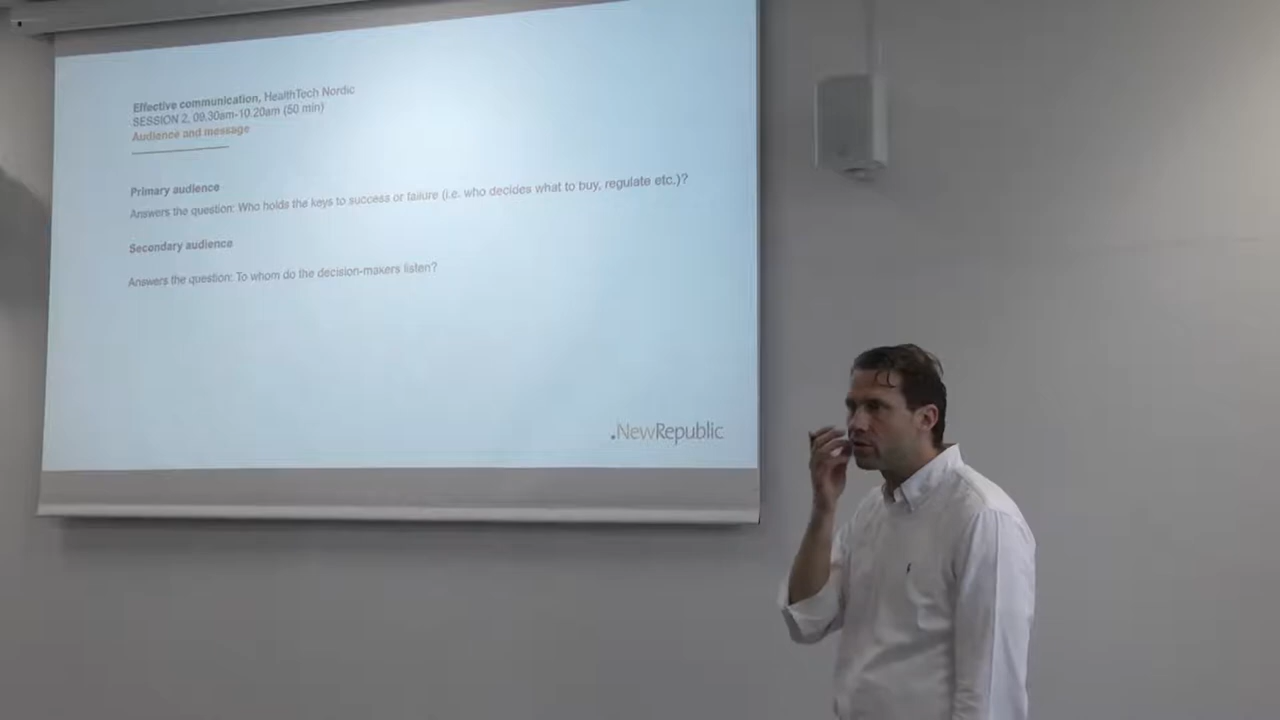 Effective communication, HealthTech Nordic
SESSION 2, 09.30am-10.20am (50 min)
Audience and message
Primary audience
Answers the question: Who holds the keys to success or failure (i.e. who decides what to buy, regulate etc.)?
Secondary audience
Answers the question: To whom do the decision-makers listen?
.NewRepublic